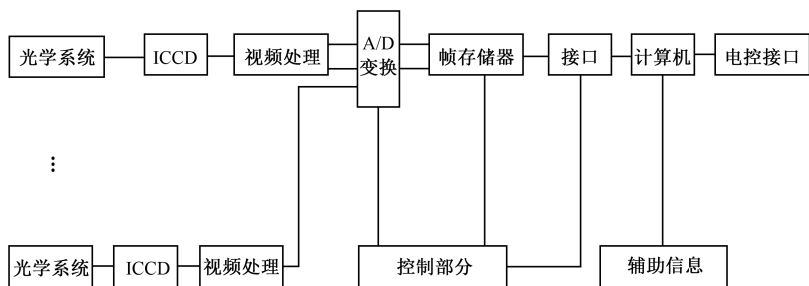 光学系统
ICCD
视频处理
A/D
变换
帧存储器
接口
计算机
电控接口
⋮
光学系统
ICCD
视频处理
控制部分
辅助信息